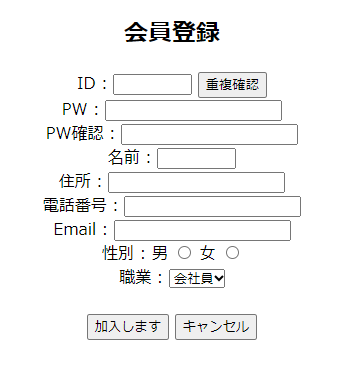 会員登録
ID : 重複確認
PW :
PW確認 :
名前 :
住所 :
電話番号 :
Email :
性別 : 男 女
職業 : 会社員
加入します キャンセル